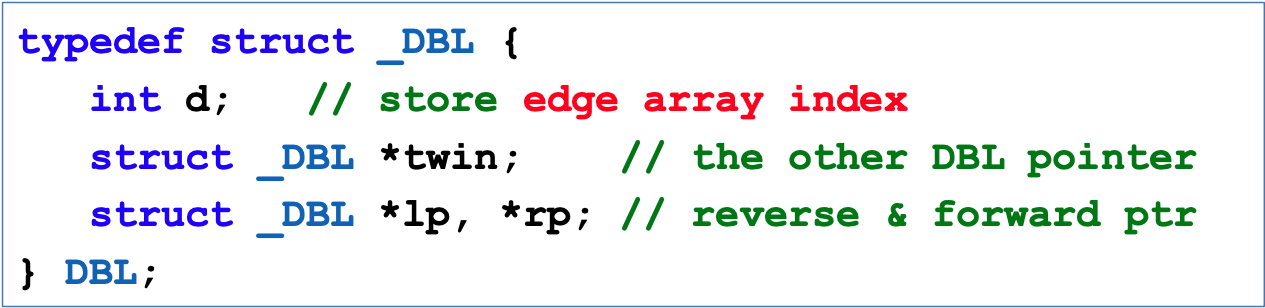 typedef struct _DBL {
int d; // store edge array index
struct _DBL *twin; // the other DBL pointer
struct _DBL *lp, *rp; // reverse & forward ptr
} DBL;